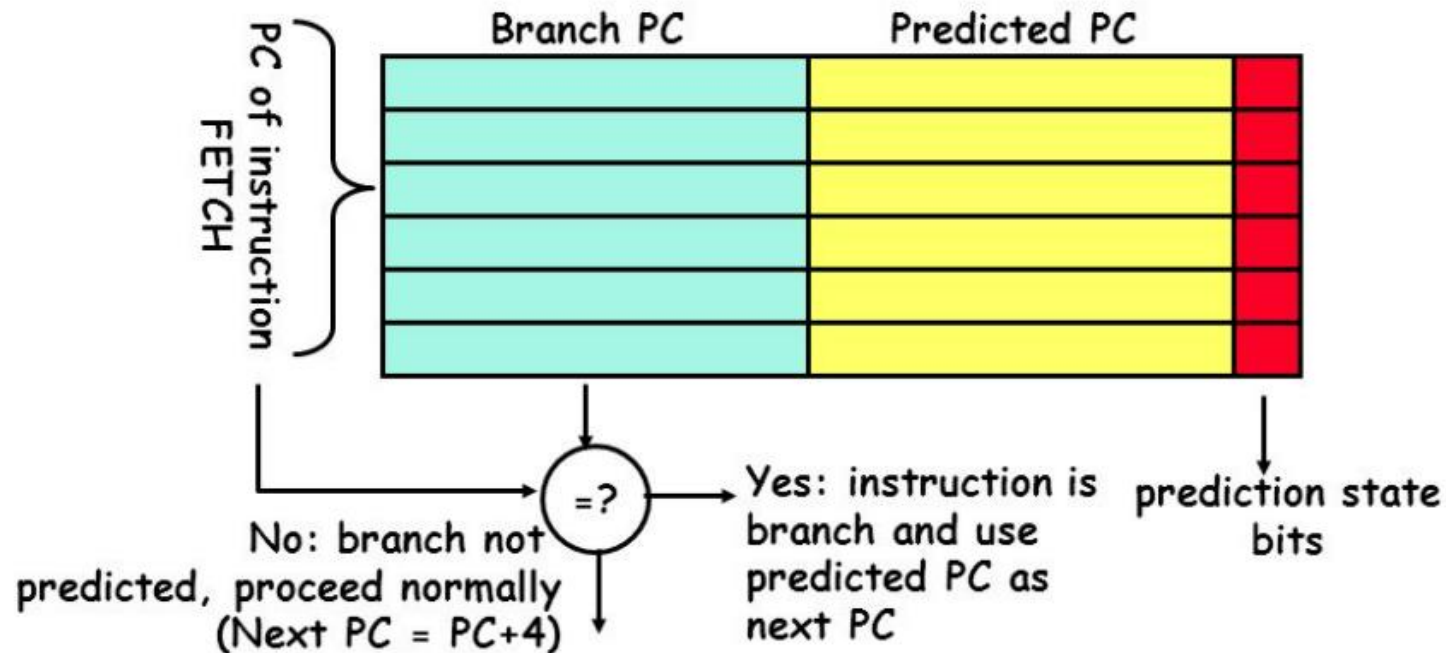 Branch PC
Predicted PC
PC of instruction
FETCH
=?
No: branch not
predicted, proceed normally
(Next PC = PC+4)
Yes: instruction is
branch and use
predicted PC as
next PC
prediction state
bits